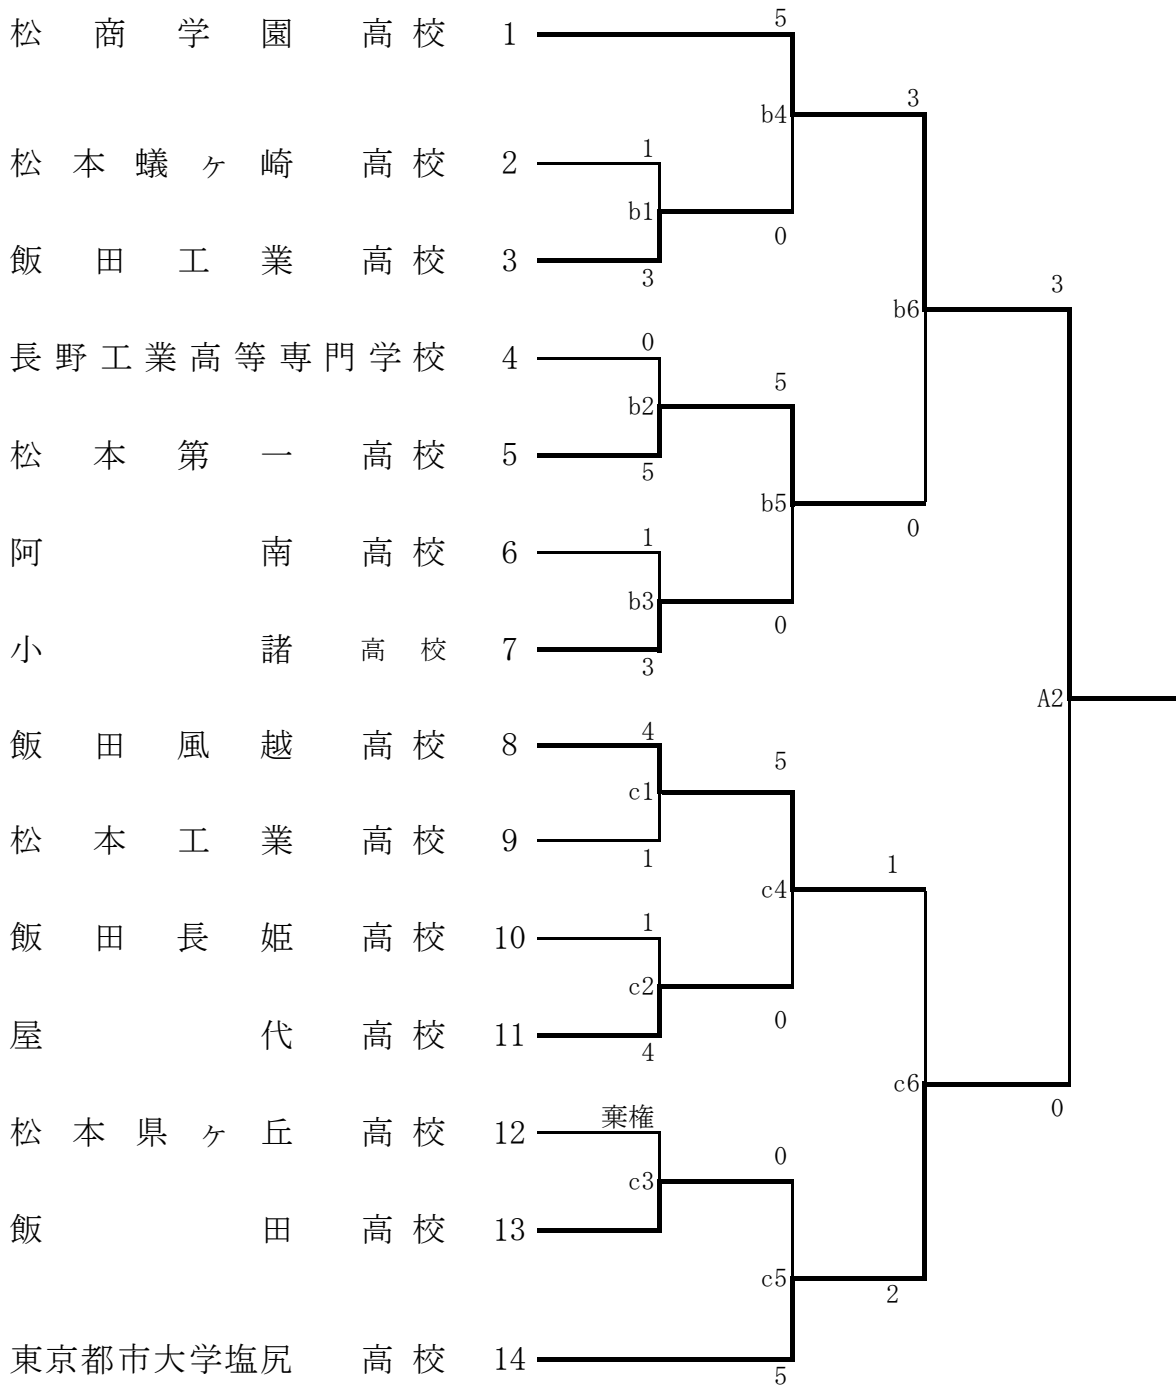 5
松商学園高校 1
3
b4
1
松本蟻ヶ崎高校 2
b1
0
飯田工業高校 3
3
3
b6
0
長野工業高等専門学校 4
5
b2
松本第一高校 5
5
b5
0
1
阿南高校 6
b3
0
小諸高校 7
3
A2
4
飯田風越高校 8
5
c1
松本工業高校 9
1
1
c4
1
飯田長姫高校 10
c2
0
屋代高校 11
4
c6
0
棄権
松本県ヶ丘高校 12
0
c3
飯田高校 13
c5
2
東京都市大学塩尻高校 14
5